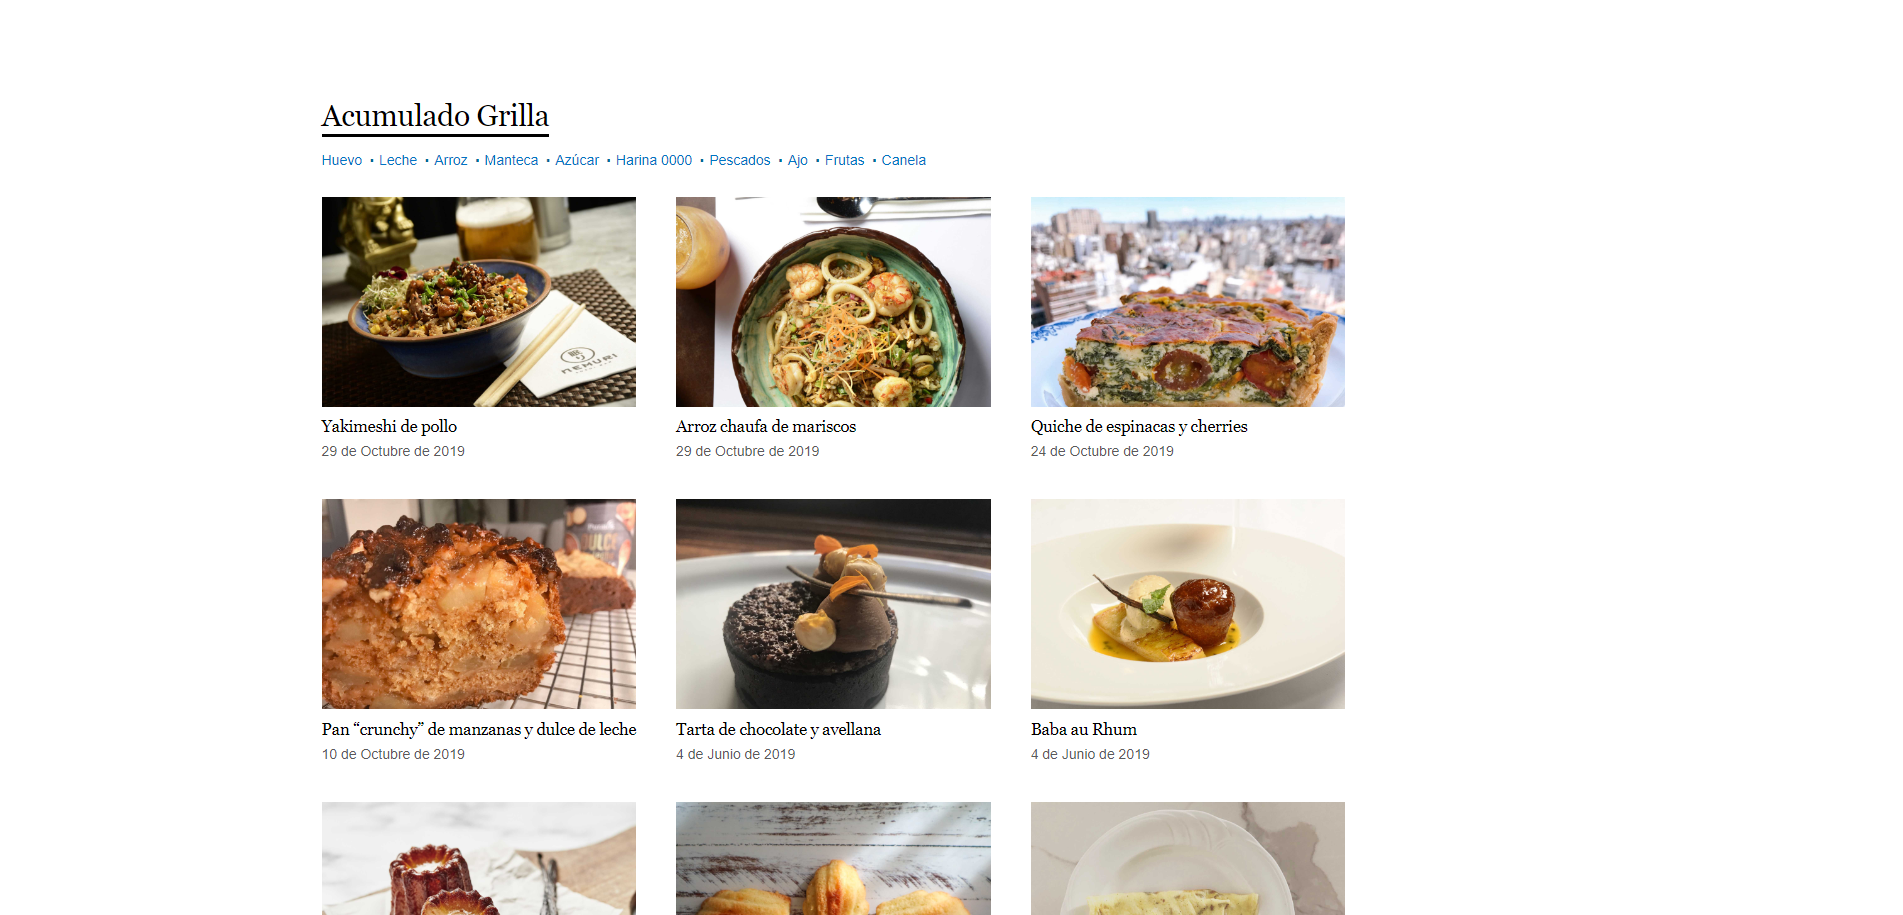 Acumulado Grilla
Huevo · Leche · Arroz · Manteca · Azúcar · Harina 0000 · Pescados · Ajo · Frutas · Canela
NEMURI
Yakimeshi de pollo
29 de Octubre de 2019
Arroz chaufa de mariscos
29 de Octubre de 2019
Quiche de espinacas y cherries
24 de Octubre de 2019
DULCE
Pan “crunchy” de manzanas y dulce de leche
10 de Octubre de 2019
Tarta de chocolate y avellana
4 de Junio de 2019
Baba au Rhum
4 de Junio de 2019